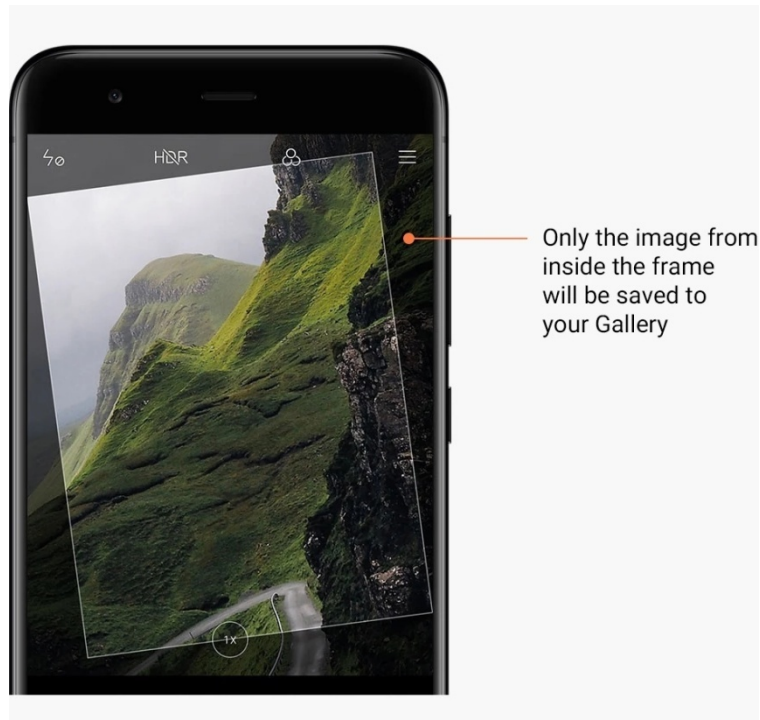 HDR
Only the image from
inside the frame
will be saved to
your Gallery
1X